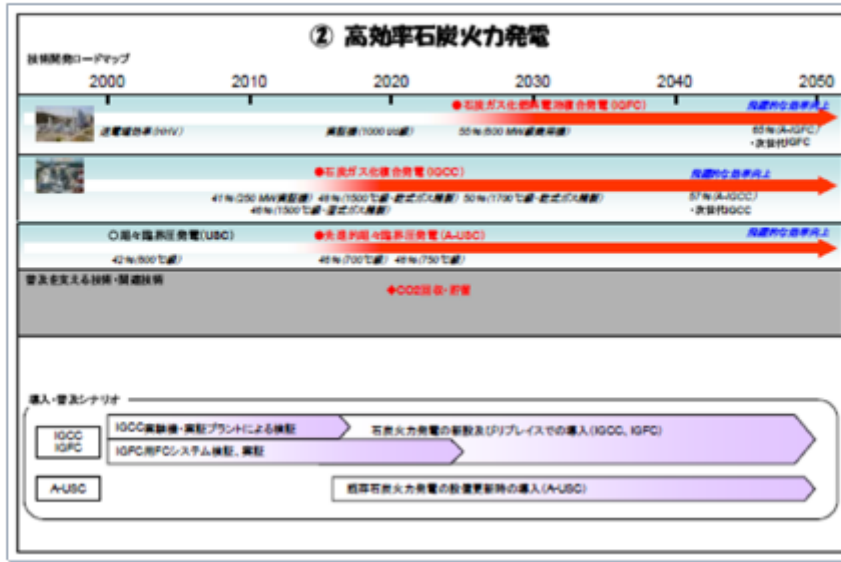 ② 高効率石炭火力発電
技術開発ロードマップ
2000 2010 2020 2030 2040 2050
●石炭ガス化燃料電池複合発電(IGFC) 飛躍的な効率向上
送電端効率(HHV) 実証機(1000 t/d級) 55%(600 MW級商用機) 65%(A-IGFC)
・次世代IGFC
●石炭ガス化複合発電(IGCC) 飛躍的な効率向上
41%(250 MW実証機) 48%(1500℃級・乾式ガス精製) 50%(1700℃級・乾式ガス精製) 57%(A-IGCC)
46%(1500℃級・湿式ガス精製) ・次世代IGCC
○超々臨界圧発電(USC) ●先進的超々臨界圧発電(A-USC) 飛躍的な効率向上
42%(600℃級) 46%(700℃級) 48%(750℃級)
普及を支える技術・関連技術
◆CO2回収・貯留
導入・普及シナリオ
IGCC
IGFC
IGCC実験機・実証プラントによる検証
石炭火力発電の新設及びリプレイスでの導入(IGCC、IGFC)
IGFC用FCシステム検証、実証
A-USC
既存石炭火力発電の設備更新時の導入(A-USC)